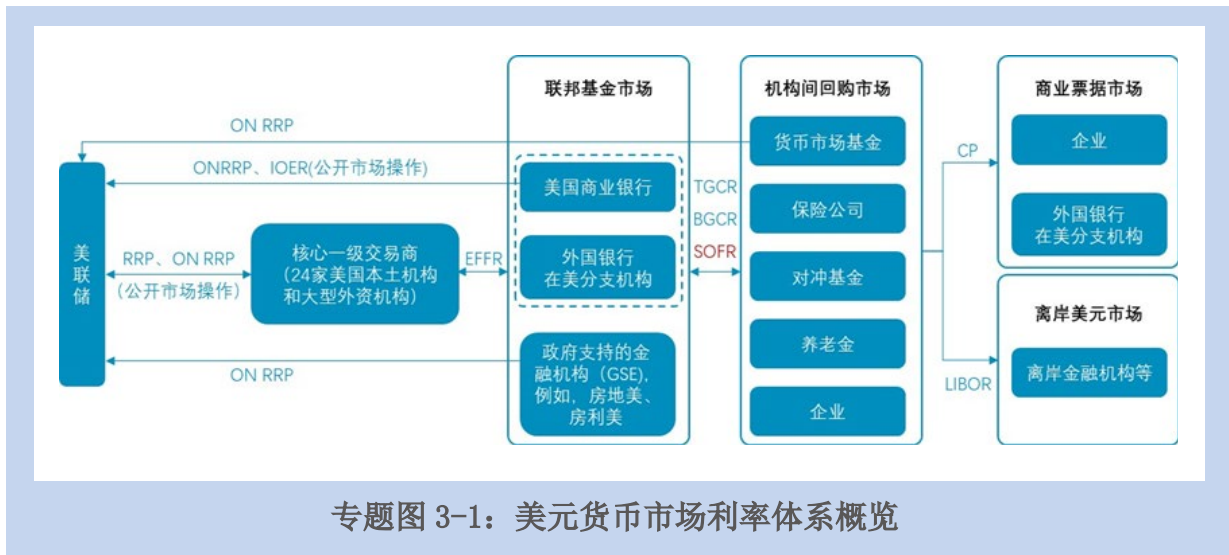 联邦基金市场
机构间回购市场
商业票据市场
ON RRP
货币市场基金
企业
CP
ONRRP、IOER(公开市场操作)
美国商业银行
TGCR
保险公司
外国银行
在美分支机构
BGCR
美联储
RRP、ON RRP
(公开市场操作)
核心一级交易商
(24家美国本土机构
和大型外资机构)
EFFR
外国银行
在美分支机构
SOFR
对冲基金
离岸美元市场
ON RRP
政府支持的金
融机构（GSE),
例如，房地美、
房利美
养老金
LIBOR
离岸金融机构等
企业
专题图 3-1：美元货币市场利率体系概览